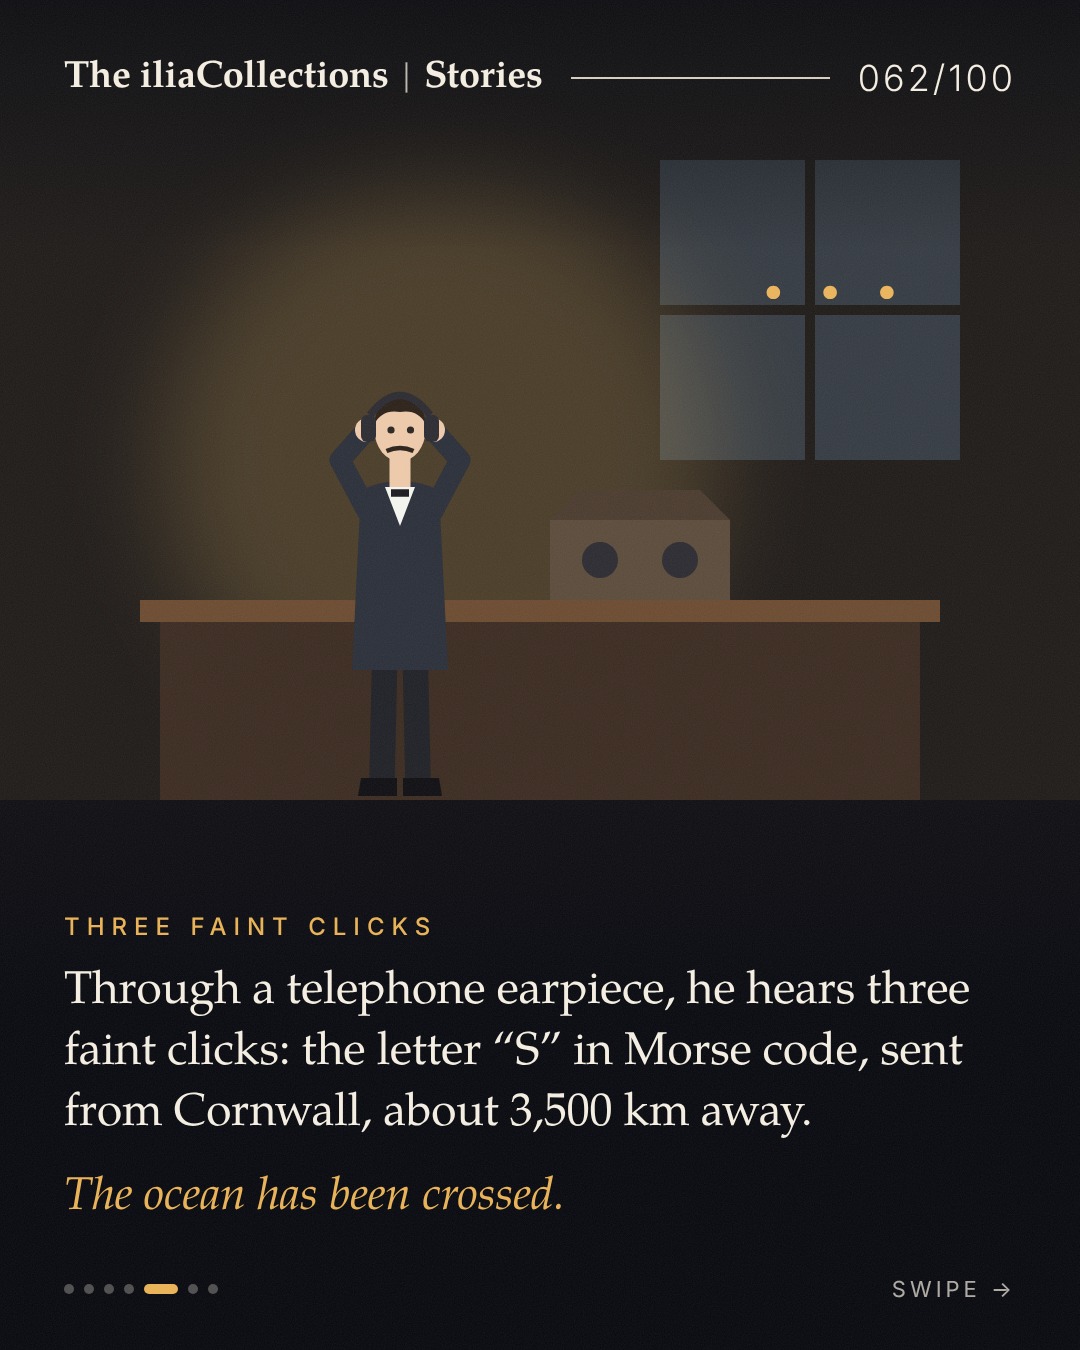 The iliaCollections | Stories 062/100
THREE FAINT CLICKS
Through a telephone earpiece, he hears three
faint clicks: the letter “S” in Morse code, sent
from Cornwall, about 3,500 km away.
The ocean has been crossed.
SWIPE →